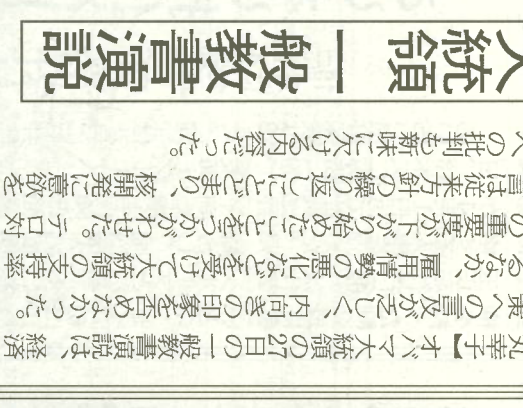 丸幸子】オバマ大統領の27日の一般教書演説は、経済
東への言及が乏しく、内向きの印象を否めなかった。
るなか、雇用情勢の悪化などを受けて大統領の支持率
の重要度が下がり始めたことをうかがわせた。テロ対
言は従来方針の繰り返しにとどまり、核開発に意欲を
への批判も新味に欠ける内容だった。
大統領 一般教書演説